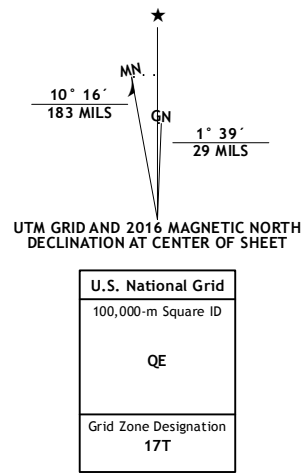 MN
10° 16´
183 MILS
GN
1° 39´
29 MILS
UTM GRID AND 2016 MAGNETIC NORTH
DECLINATION AT CENTER OF SHEET
U.S. National Grid
100,000-m Square ID
QE
Grid Zone Designation
17T